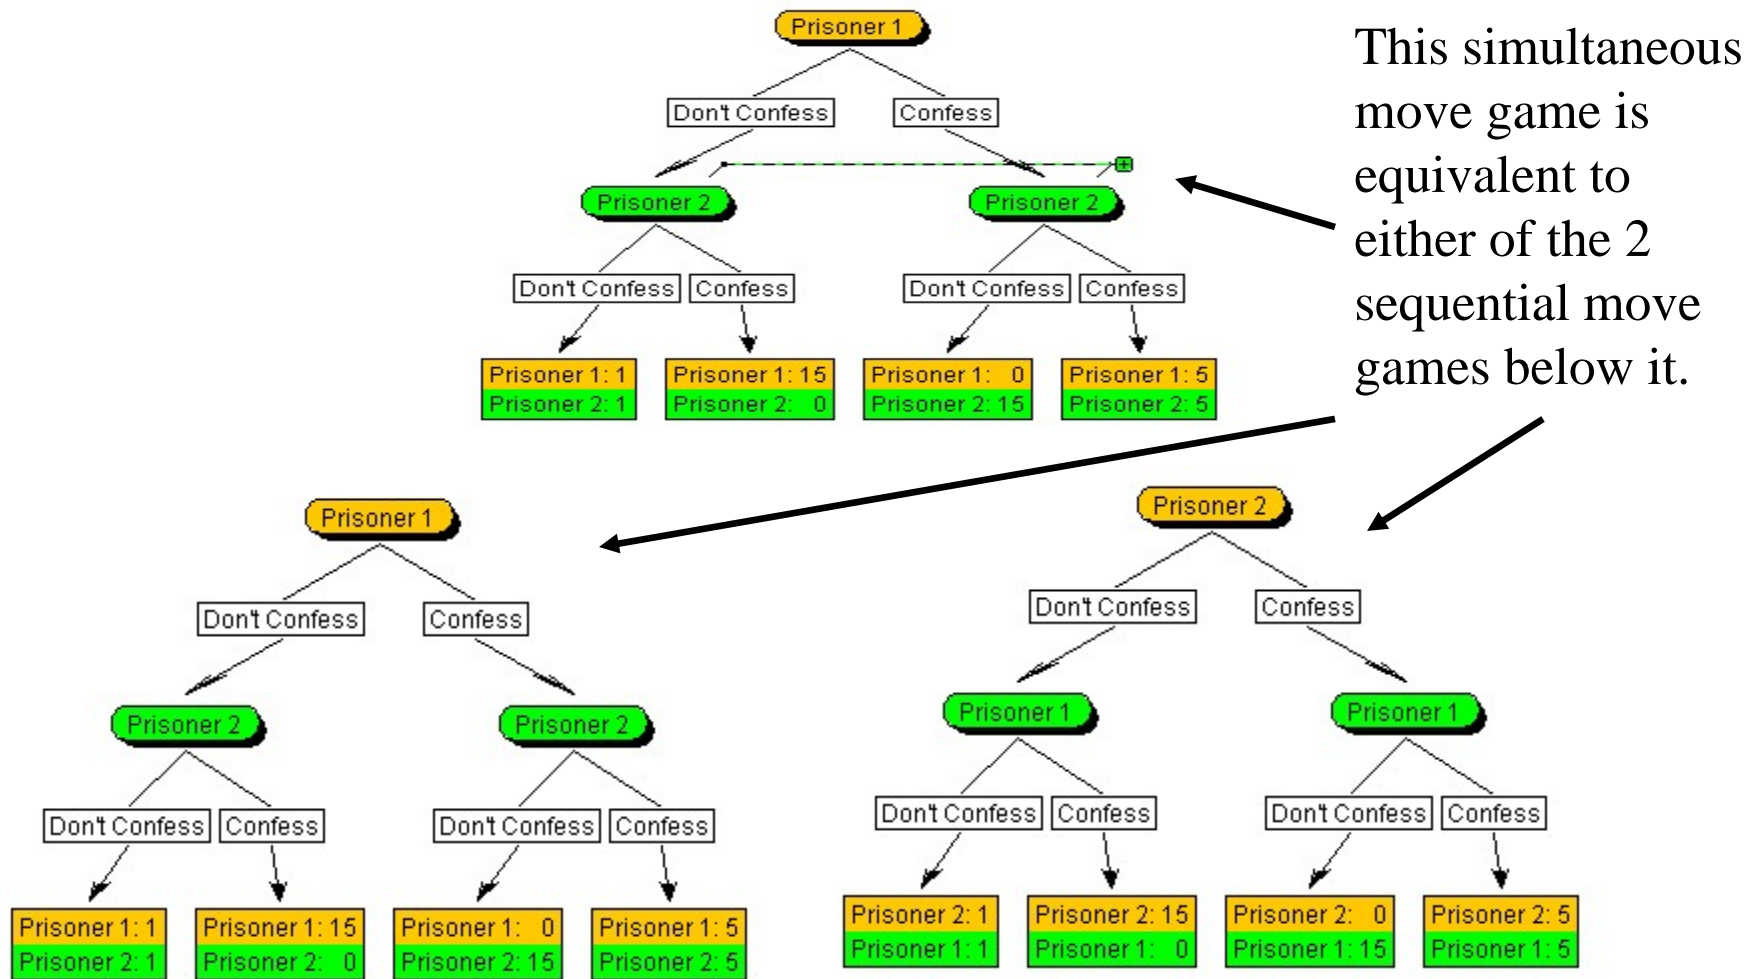 Prisoner 1
Don't Confess Confess
Prisoner 2 Prisoner 2
Don't Confess Confess Don't Confess Confess
Prisoner 1: 1 Prisoner 1: 15 Prisoner 1: 0 Prisoner 1: 5
Prisoner 2: 1 Prisoner 2: 0 Prisoner 2: 15 Prisoner 2: 5
This simultaneous
move game is
equivalent to
either of the 2
sequential move
games below it.
Prisoner 1
Don't Confess Confess
Prisoner 2 Prisoner 2
Don't Confess Confess Don't Confess Confess
Prisoner 1: 1 Prisoner 1: 15 Prisoner 1: 0 Prisoner 1: 5
Prisoner 2: 1 Prisoner 2: 0 Prisoner 2: 15 Prisoner 2: 5
Prisoner 2
Don't Confess Confess
Prisoner 1 Prisoner 1
Don't Confess Confess Don't Confess Confess
Prisoner 2: 1 Prisoner 2: 15 Prisoner 2: 0 Prisoner 2: 5
Prisoner 1: 1 Prisoner 1: 0 Prisoner 1: 15 Prisoner 1: 5